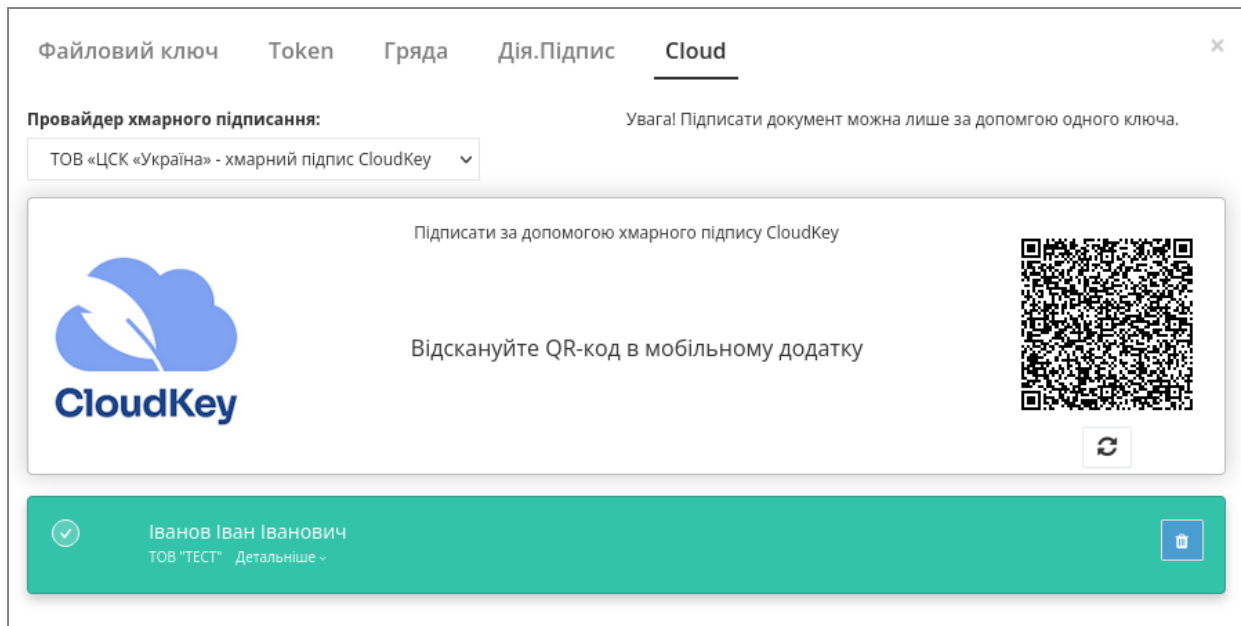 Файловий ключ Token Гряда Дія.Підпис Cloud ×
Провайдер хмарного підписання: Увага! Підписати документ можна лише за допомгою одного ключа.
ТОВ «ЦСК «Україна» - хмарний підпис CloudKey
Підписати за допомогою хмарного підпису CloudKey
Відскануйте QR-код в мобільному додатку
CloudKey
Іванов Іван Іванович
ТОВ "ТЕСТ" Детальніше